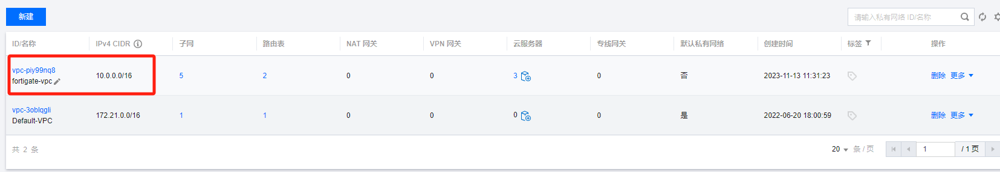 新建
请输入私有网络 ID/名称
ID/名称 IPv4 CIDR 子网 路由表 NAT 网关 VPN 网关 云服务器 专线网关 默认私有网络 创建时间 标签 操作
vpc-piy99nq8
fortigate-vpc 10.0.0.0/16 5 2 0 0 3 0 否 2023-11-13 11:31:23 删除 更多
vpc-3oblqgli
Default-VPC 172.21.0.0/16 1 1 0 0 0 0 是 2022-06-20 18:00:59 删除 更多
共 2 条 20 条 / 页 1 / 1 页